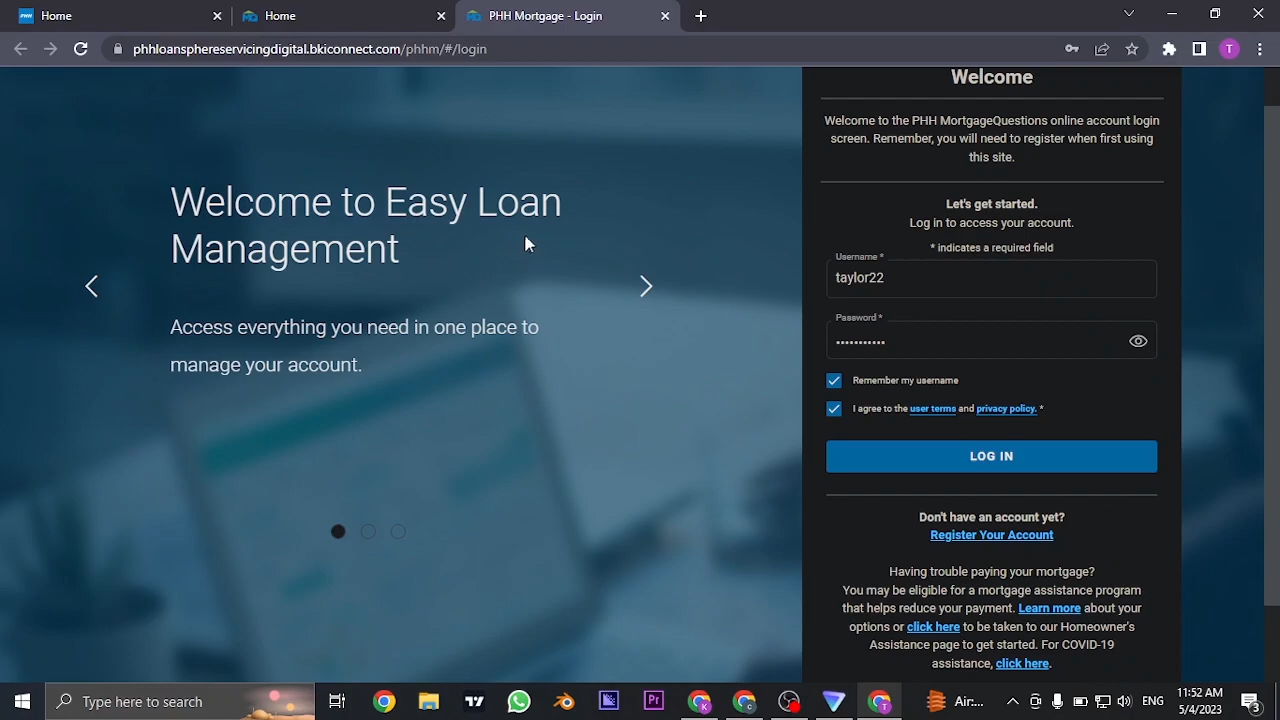 Home
Home
PHH Mortgage - Login
phhloansphereservicingdigital.bkiconnect.com/phhm/#/login
T
Welcome to Easy Loan
Management
Access everything you need in one place to
manage your account.
Welcome
Welcome to the PHH MortgageQuestions online account login
screen. Remember, you will need to register when first using
this site.
Let's get started.
Log in to access your account.
* indicates a required field
Username *
taylor22
Password *
•••••••••••
Remember my username
I agree to the user terms and privacy policy. *
LOG IN
Don't have an account yet?
Register Your Account
Having trouble paying your mortgage?
You may be eligible for a mortgage assistance program
that helps reduce your payment. Learn more about your
options or click here to be taken to our Homeowner's
Assistance page to get started. For COVID-19
assistance, click here.
Type here to search
Pr
K
C
T
Air...
ENG
11:52 AM
5/4/2023